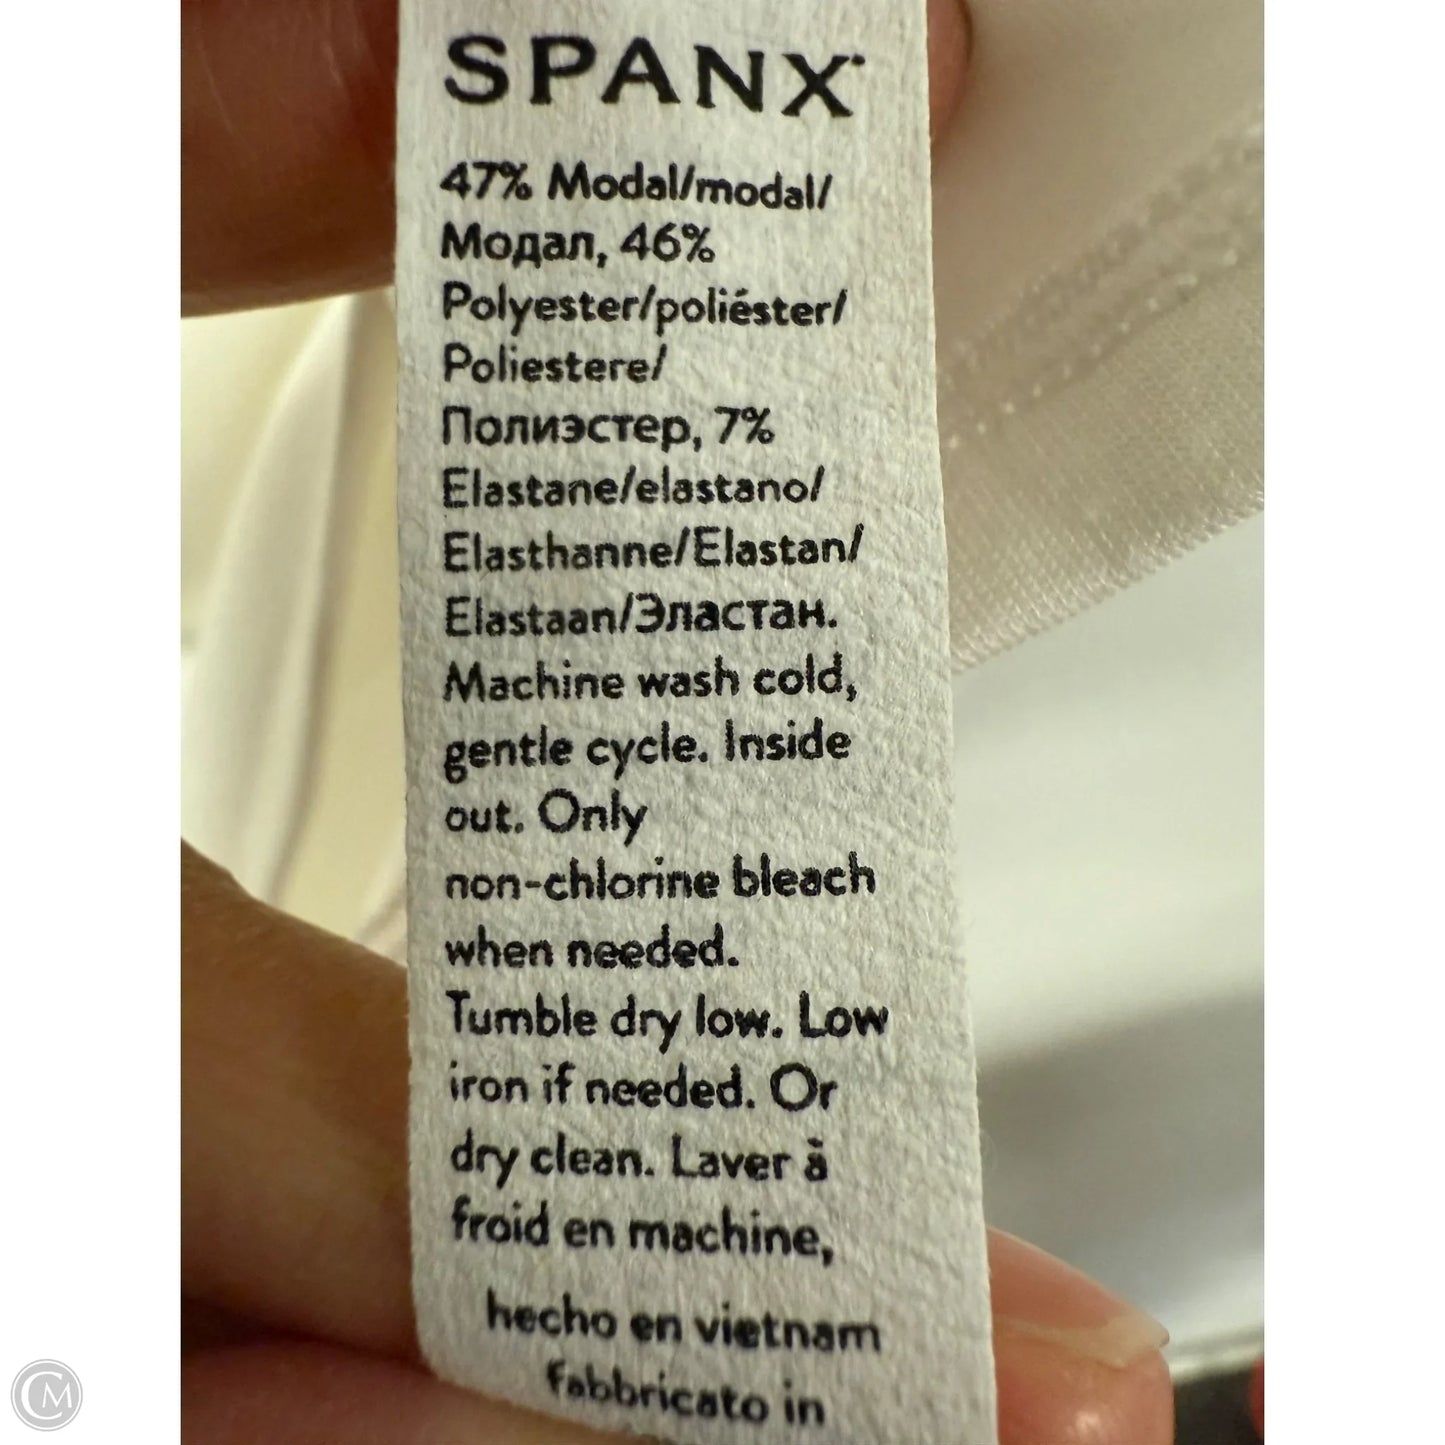 SPANX
47% Modal/modal/
Модал, 46%
Polyester/poliéster/
Poliestere/
Полиэстер, 7%
Elastane/elastano/
Elasthanne/Elastan/
Elastaan/Эластан.
Machine wash cold,
gentle cycle. Inside
out. Only
non-chlorine bleach
when needed.
Tumble dry low. Low
iron if needed. Or
dry clean. Laver à
froid en machine,
hecho en vietnam
fabbricato in
CM